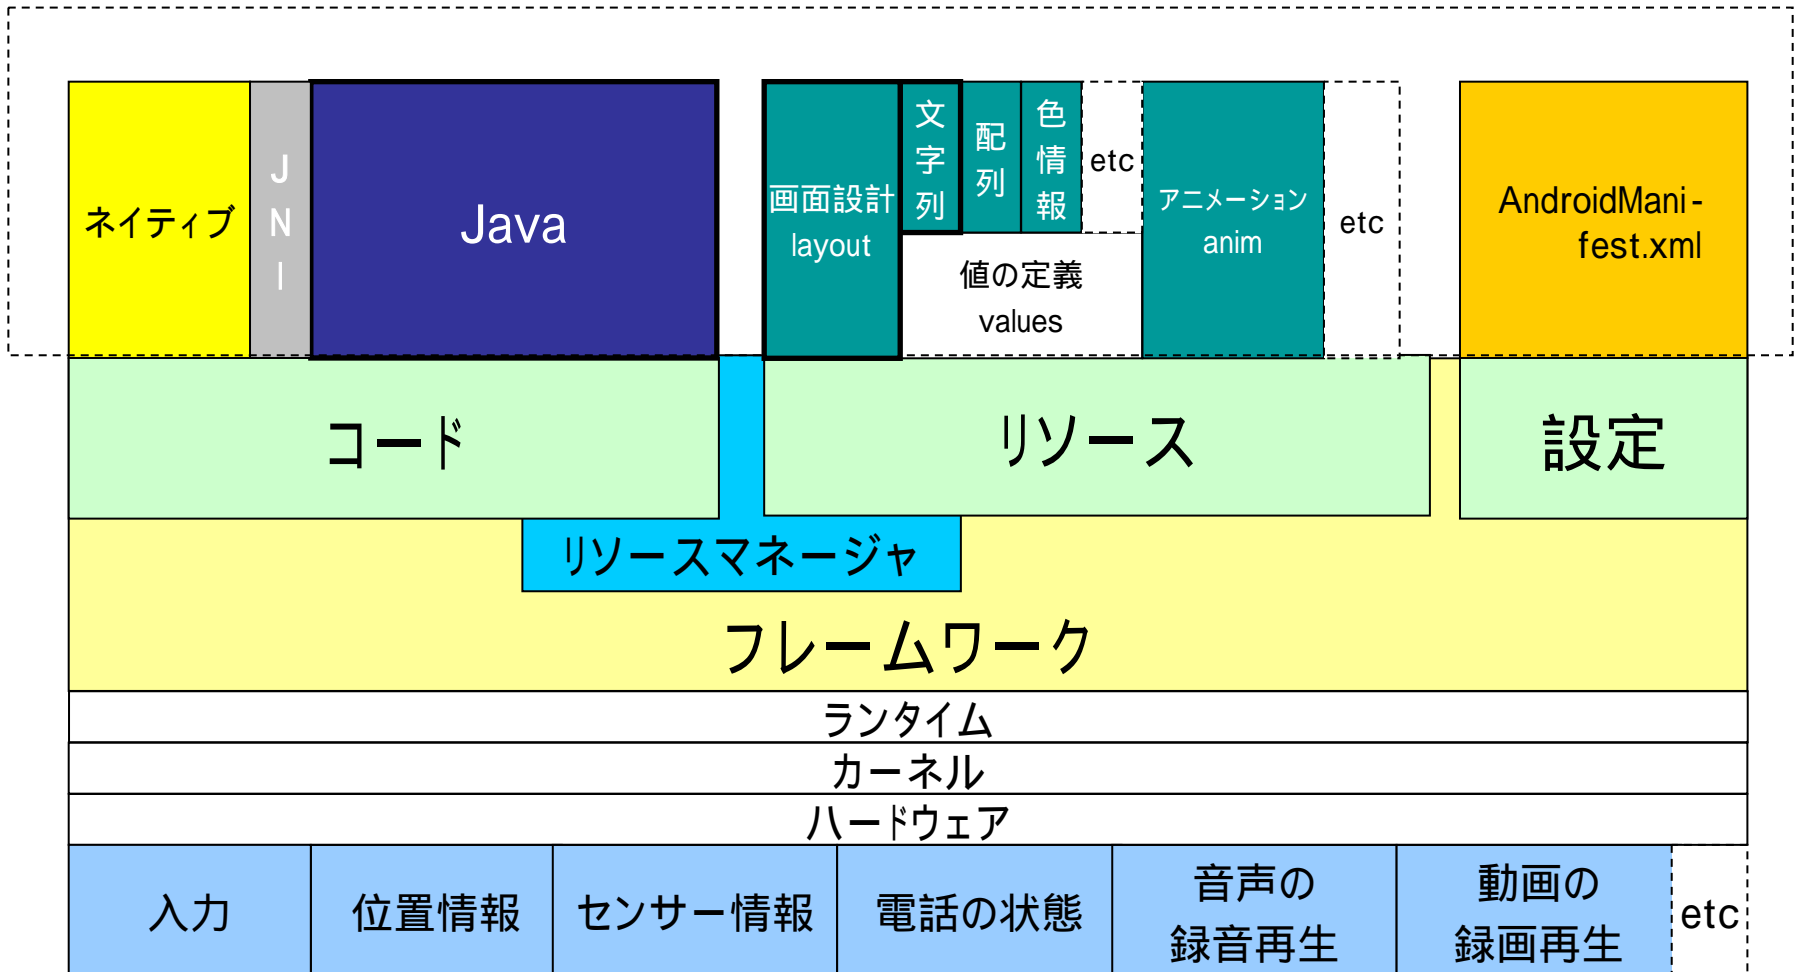 ネイティブ
JNI
Java
画面設計
layout
文字列
配列
色情報
etc
値の定義
values
アニメーション
anim
etc
AndroidMani-
fest.xml
コード
リソース
設定
リソースマネージャ
フレームワーク
ランタイム
カーネル
ハードウェア
入力
位置情報
センサー情報
電話の状態
音声の
録音再生
動画の
録画再生
etc